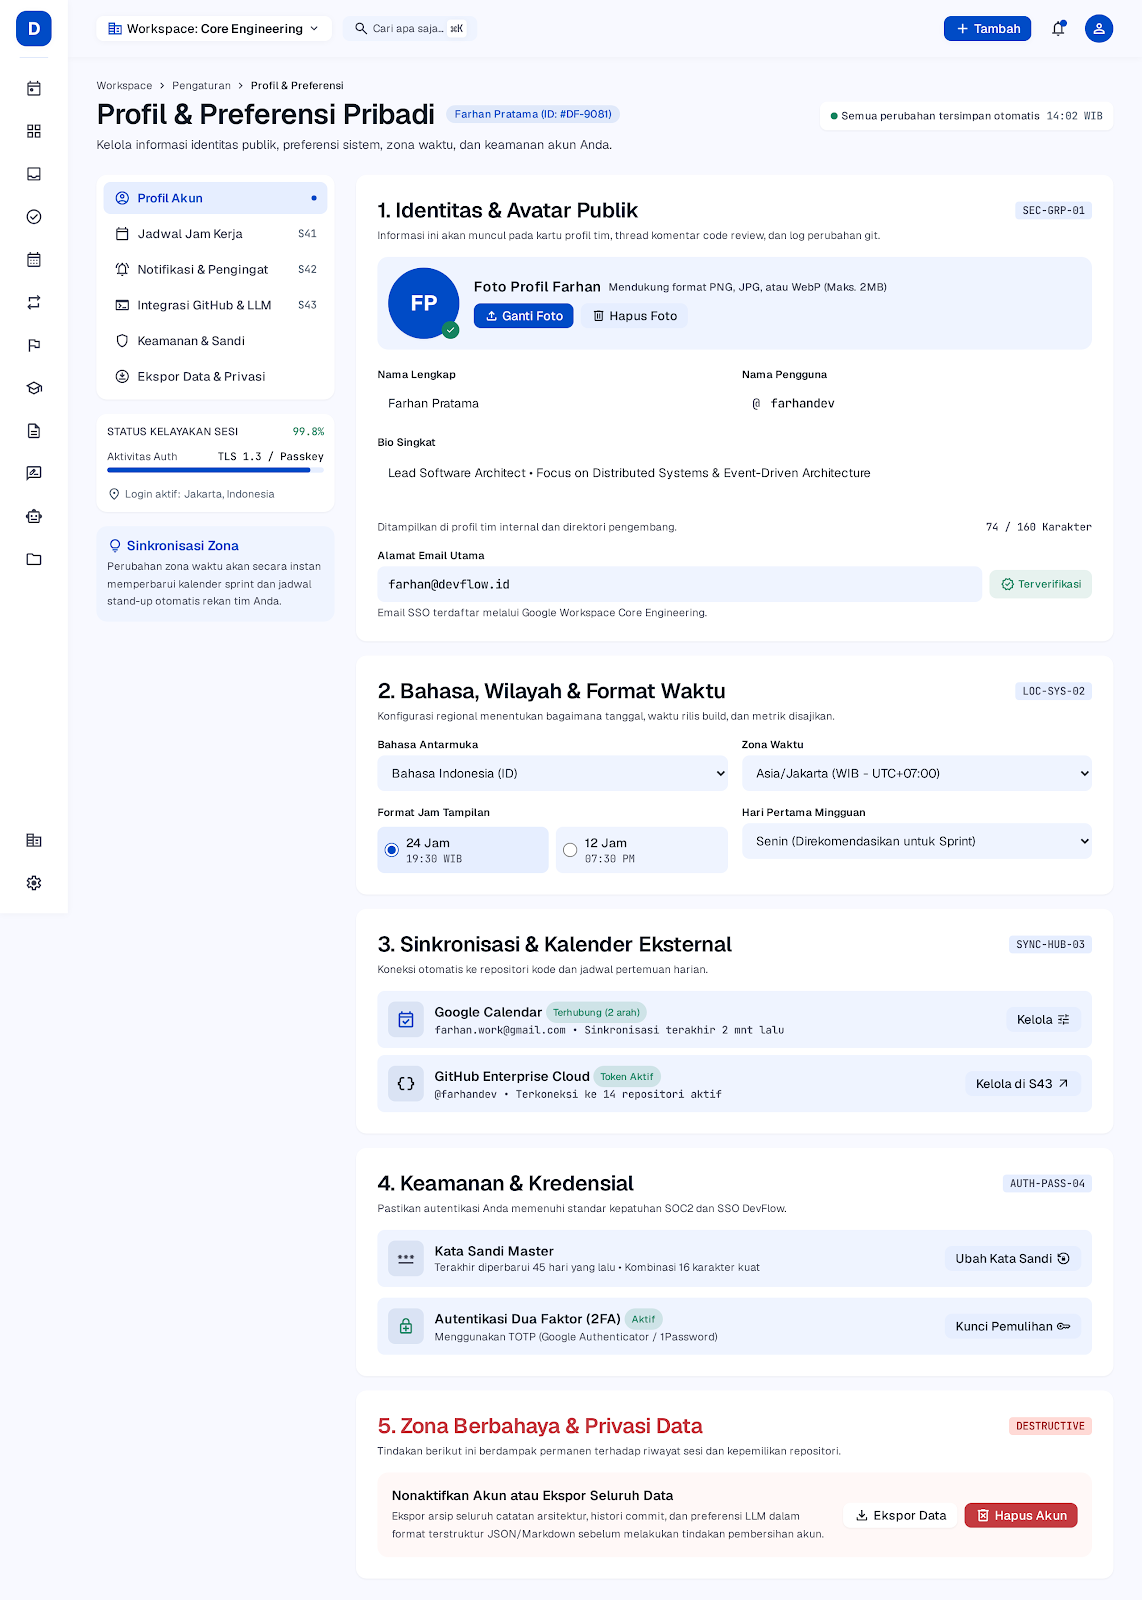 D
Workspace: Core Engineering
Cari apa saja... ⌘K
Tambah
Workspace > Pengaturan > Profil & Preferensi
Profil & Preferensi Pribadi
Farhan Pratama (ID: #DF-9081)
Semua perubahan tersimpan otomatis 14:02 WIB
Kelola informasi identitas publik, preferensi sistem, zona waktu, dan keamanan akun Anda.
Profil Akun
Jadwal Jam Kerja S41
Notifikasi & Pengingat S42
Integrasi GitHub & LLM S43
Keamanan & Sandi
Ekspor Data & Privasi
STATUS KELAYAKAN SESI 99.8%
Aktivitas Auth TLS 1.3 / Passkey
Login aktif: Jakarta, Indonesia
Sinkronisasi Zona
Perubahan zona waktu akan secara instan
memperbarui kalender sprint dan jadwal
stand-up otomatis rekan tim Anda.
1. Identitas & Avatar Publik
SEC-GRP-01
Informasi ini akan muncul pada kartu profil tim, thread komentar code review, dan log perubahan git.
FP
Foto Profil Farhan Mendukung format PNG, JPG, atau WebP (Maks. 2MB)
Ganti Foto
Hapus Foto
Nama Lengkap
Farhan Pratama
Nama Pengguna
@ farhandev
Bio Singkat
Lead Software Architect • Focus on Distributed Systems & Event-Driven Architecture
Ditampilkan di profil tim internal dan direktori pengembang.
74 / 160 Karakter
Alamat Email Utama
farhan@devflow.id
Terverifikasi
Email SSO terdaftar melalui Google Workspace Core Engineering.
2. Bahasa, Wilayah & Format Waktu
LOC-SYS-02
Konfigurasi regional menentukan bagaimana tanggal, waktu rilis build, dan metrik disajikan.
Bahasa Antarmuka
Bahasa Indonesia (ID)
Zona Waktu
Asia/Jakarta (WIB - UTC+07:00)
Format Jam Tampilan
24 Jam
19:30 WIB
12 Jam
07:30 PM
Hari Pertama Mingguan
Senin (Direkomendasikan untuk Sprint)
3. Sinkronisasi & Kalender Eksternal
SYNC-HUB-03
Koneksi otomatis ke repositori kode dan jadwal pertemuan harian.
Google Calendar Terhubung (2 arah)
farhan.work@gmail.com • Sinkronisasi terakhir 2 mnt lalu
Kelola
GitHub Enterprise Cloud Token Aktif
@farhandev • Terkoneksi ke 14 repositori aktif
Kelola di S43
4. Keamanan & Kredensial
AUTH-PASS-04
Pastikan autentikasi Anda memenuhi standar kepatuhan SOC2 dan SSO DevFlow.
Kata Sandi Master
Terakhir diperbarui 45 hari yang lalu • Kombinasi 16 karakter kuat
Ubah Kata Sandi
Autentikasi Dua Faktor (2FA) Aktif
Menggunakan TOTP (Google Authenticator / 1Password)
Kunci Pemulihan
5. Zona Berbahaya & Privasi Data
DESTRUCTIVE
Tindakan berikut ini berdampak permanen terhadap riwayat sesi dan kepemilikan repositori.
Nonaktifkan Akun atau Ekspor Seluruh Data
Ekspor arsip seluruh catatan arsitektur, histori commit, dan preferensi LLM dalam
format terstruktur JSON/Markdown sebelum melakukan tindakan pembersihan akun.
Ekspor Data
Hapus Akun